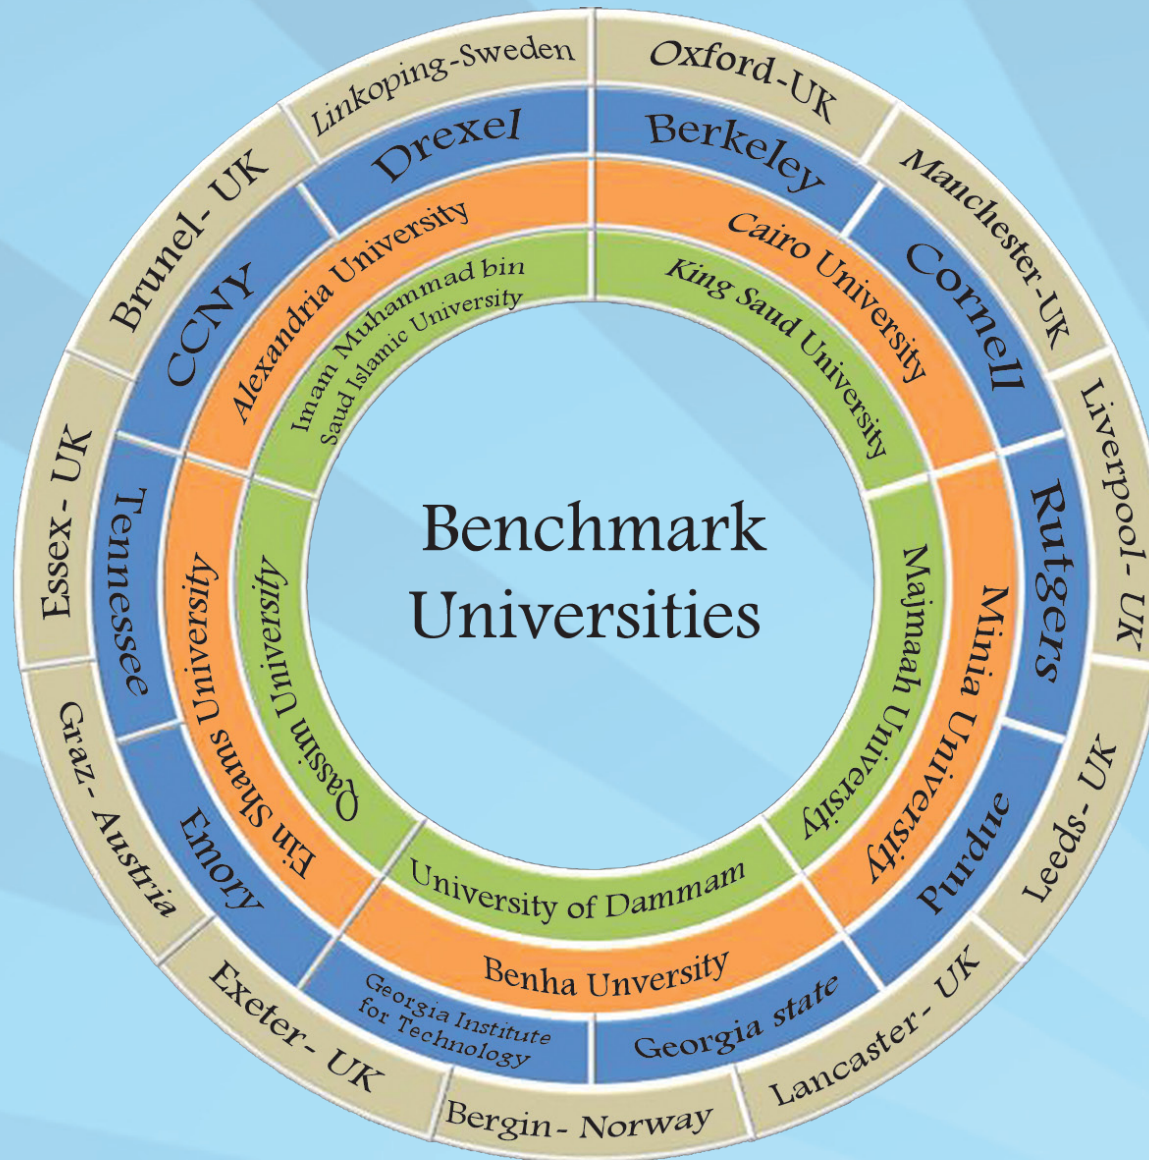 Benchmark
Universities
Oxford-UK
Manchester-UK
Liverpool- UK
Leeds- UK
Lancaster- UK
Bergin- Norway
Exeter- UK
Graz- Austria
Essex- UK
Brunel- UK
Linkoping-Sweden
Berkeley
Cornell
Rutgers
Purdue
Georgia state
Georgia Institute
for Technology
Emory
Tennessee
CCNY
Drexel
Cairo University
Minia University
Benha Unversity
Ein Shams University
Alexandria University
King Saud University
Majmaah University
University of Dammam
Qassim University
Imam Muhammad bin
Saud Islamic University